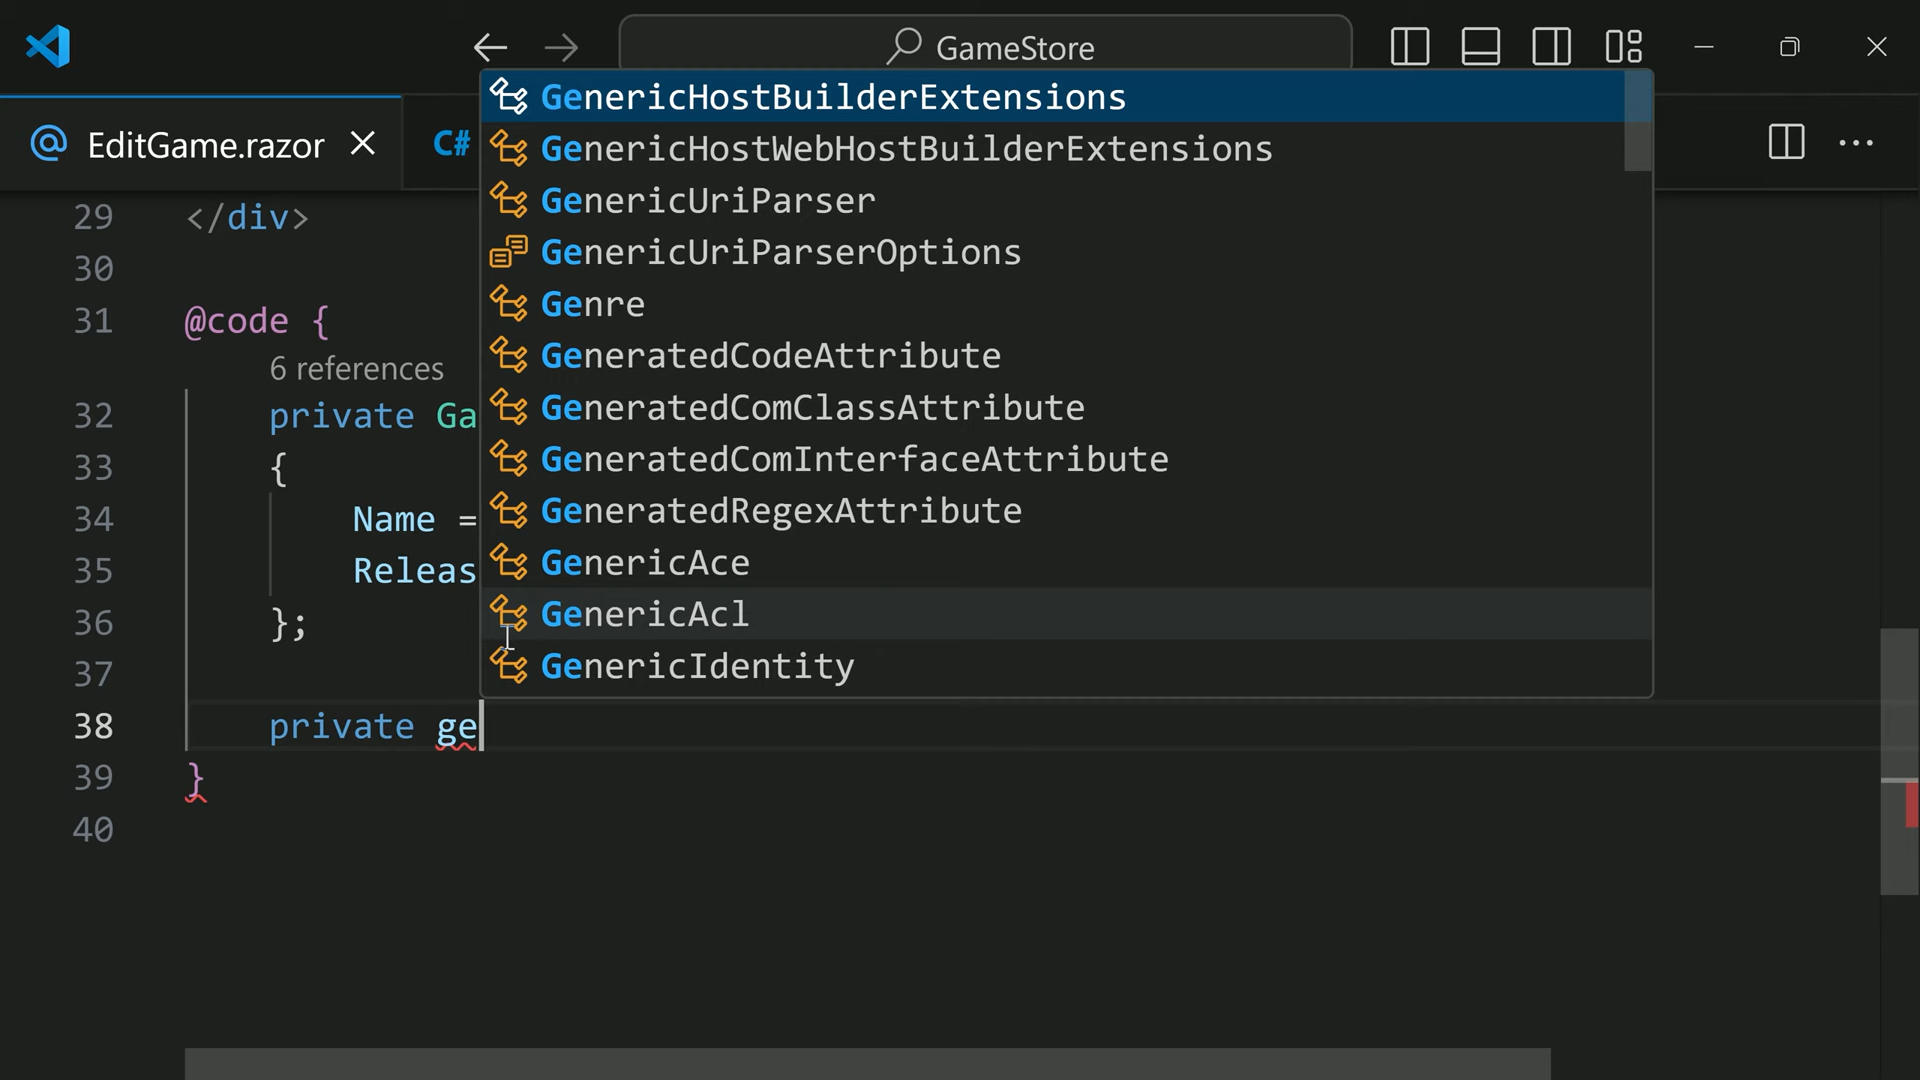 GameStore
EditGame.razor
C#
GenericHostBuilderExtensions
GenericHostWebHostBuilderExtensions
GenericUriParser
GenericUriParserOptions
Genre
GeneratedCodeAttribute
GeneratedComClassAttribute
GeneratedComInterfaceAttribute
GeneratedRegexAttribute
GenericAce
GenericAcl
GenericIdentity
29 </div>
30
31 @code {
6 references
32 private Ga
33 {
34 Name =
35 Releas
36 };
37
38 private ge
39 }
40